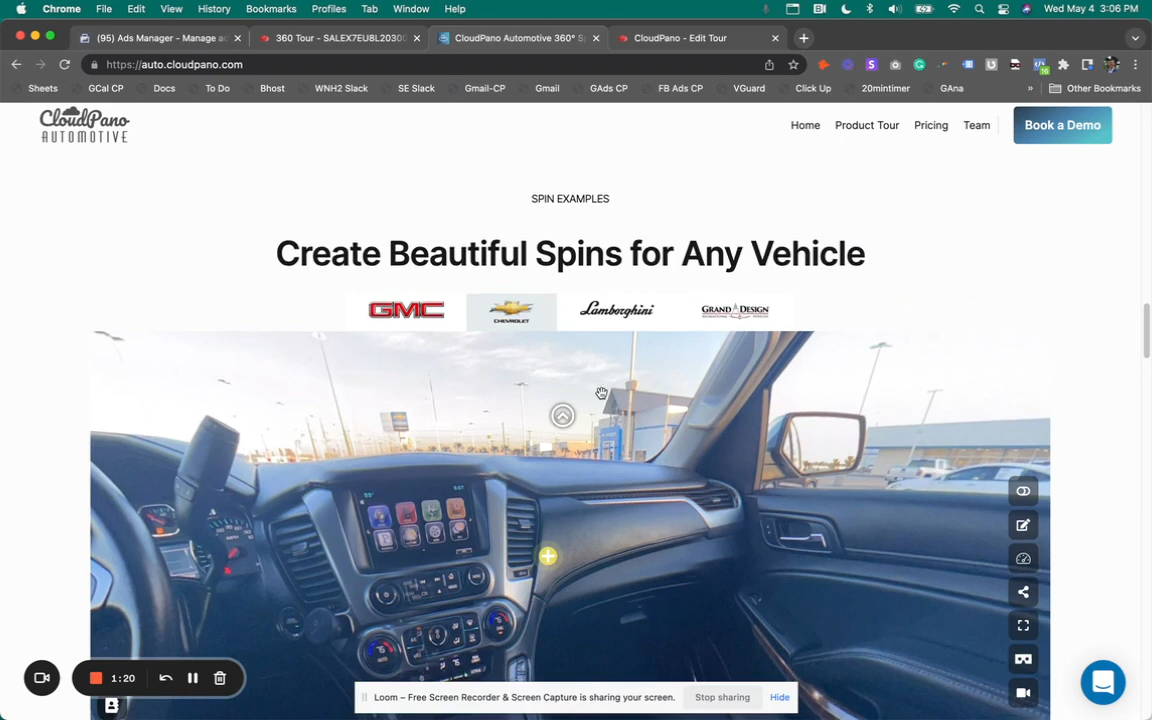 Chrome File Edit View History Bookmarks Profiles Tab Window Help Wed May 4 3:06 PM
(95) Ads Manager - Manage ad
360 Tour - SALEX7EU8L20300
CloudPano Automotive 360° S
CloudPano - Edit Tour
https://auto.cloudpano.com
Sheets GCal CP Docs To Do Bhost WNH2 Slack SE Slack Gmail-CP Gmail GAds CP FB Ads CP VGuard Click Up 20mintimer GAna » Other Bookmarks
CloudPano
AUTOMOTIVE
Home Product Tour Pricing Team Book a Demo
SPIN EXAMPLES
Create Beautiful Spins for Any Vehicle
GMC CHEVROLET Lamborghini GRAND DESIGN
1:20
Loom – Free Screen Recorder & Screen Capture is sharing your screen. Stop sharing Hide